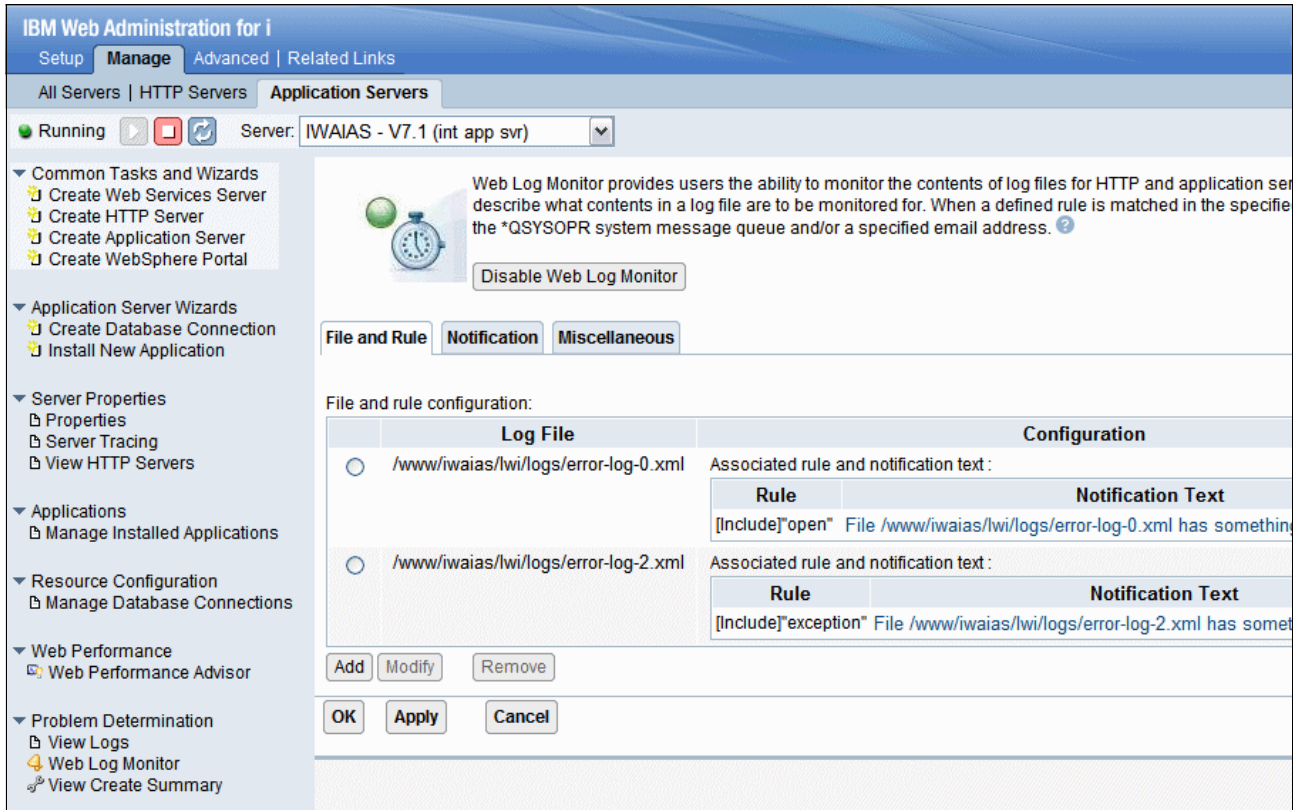 IBM Web Administration for i
Setup Manage Advanced | Related Links
All Servers | HTTP Servers Application Servers
Running Server: IWAIAS - V7.1 (int app svr)
Common Tasks and Wizards
Create Web Services Server
Create HTTP Server
Create Application Server
Create WebSphere Portal
Application Server Wizards
Create Database Connection
Install New Application
Server Properties
Properties
Server Tracing
View HTTP Servers
Applications
Manage Installed Applications
Resource Configuration
Manage Database Connections
Web Performance
Web Performance Advisor
Problem Determination
View Logs
Web Log Monitor
View Create Summary
Web Log Monitor provides users the ability to monitor the contents of log files for HTTP and application ser
describe what contents in a log file are to be monitored for. When a defined rule is matched in the specifie
the *QSYSOPR system message queue and/or a specified email address. ?
Disable Web Log Monitor
File and Rule Notification Miscellaneous
File and rule configuration:
Log File Configuration
/www/iwaias/lwi/logs/error-log-0.xml Associated rule and notification text :
Rule Notification Text
[Include]"open" File /www/iwaias/lwi/logs/error-log-0.xml has something
/www/iwaias/lwi/logs/error-log-2.xml Associated rule and notification text :
Rule Notification Text
[Include]"exception" File /www/iwaias/lwi/logs/error-log-2.xml has somet
Add Modify Remove
OK Apply Cancel